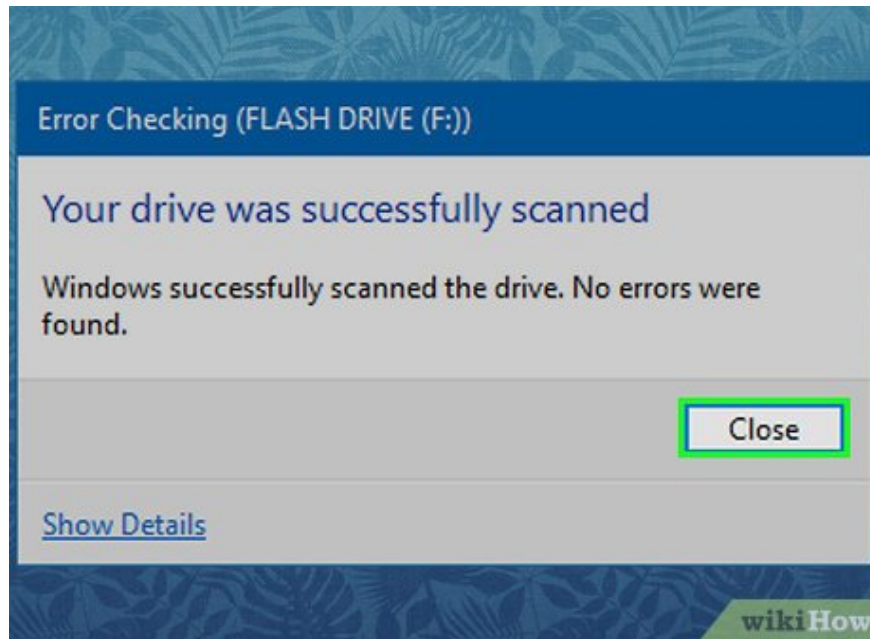 Error Checking (FLASH DRIVE (F:))
Your drive was successfully scanned
Windows successfully scanned the drive. No errors were
found.
Close
Show Details
wikiHow